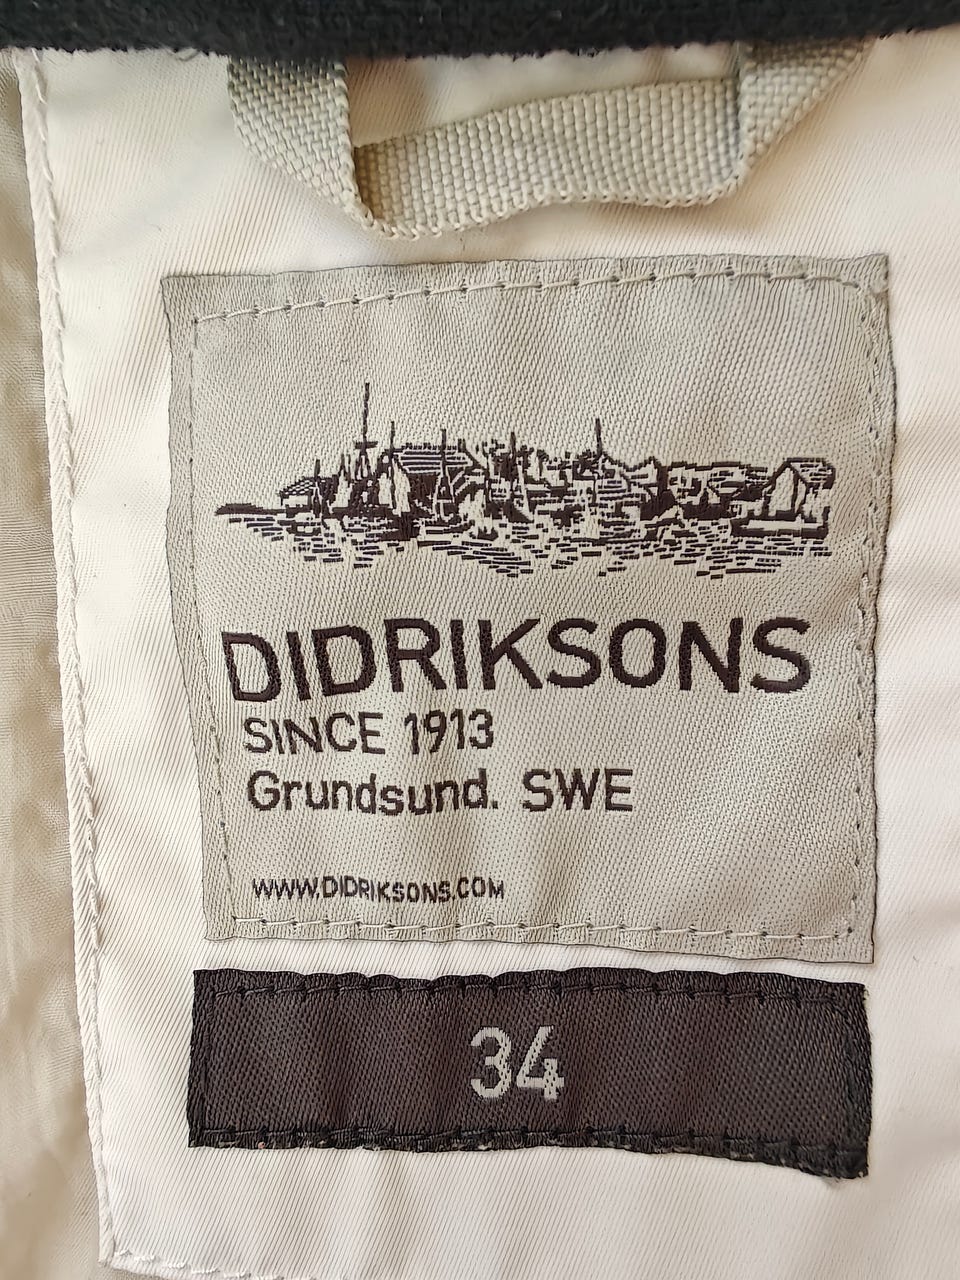 DIDRIKSONS
SINCE 1913
Grundsund. SWE
WWW.DIDRIKSONS.COM
34